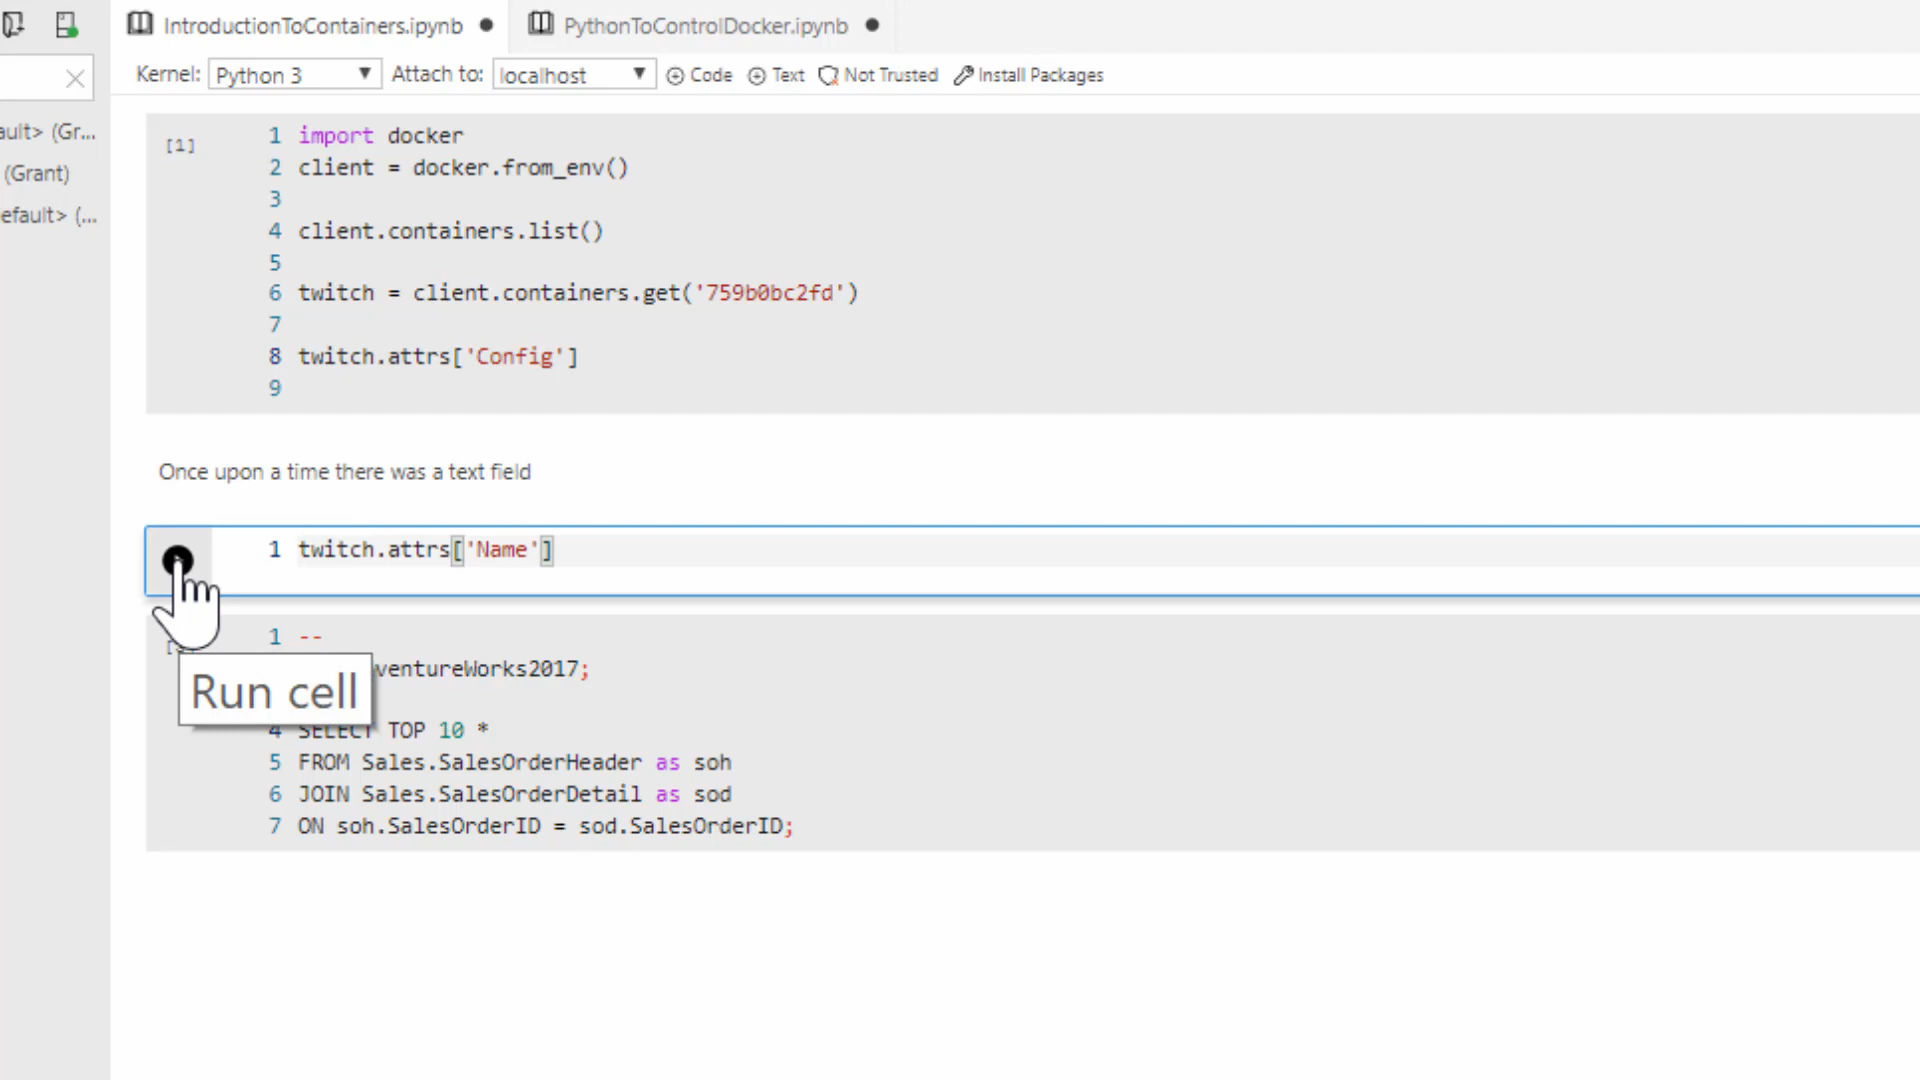 IntroductionToContainers.ipynb PythonToControlDocker.ipynb
Kernel: Python 3 Attach to: localhost Code Text Not Trusted Install Packages
ault> (Gr...
(Grant)
efault> (...
[1]
1 import docker
2 client = docker.from_env()
3
4 client.containers.list()
5
6 twitch = client.containers.get('759b0bc2fd')
7
8 twitch.attrs['Config']
9
Once upon a time there was a text field
1 twitch.attrs['Name']
Run cell
1 --
ventureWorks2017;
4 SELECT TOP 10 *
5 FROM Sales.SalesOrderHeader as soh
6 JOIN Sales.SalesOrderDetail as sod
7 ON soh.SalesOrderID = sod.SalesOrderID;